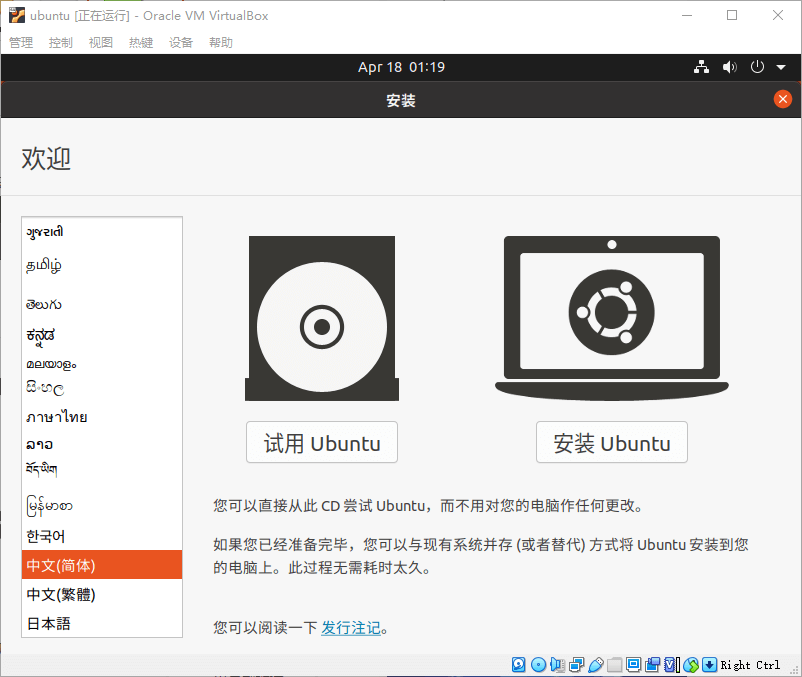 ubuntu [正在运行] - Oracle VM VirtualBox
管理 控制 视图 热键 设备 帮助
Apr 18 01:19
安装
欢迎
ગુજરાતી
தமிழ்
తెలుగు
ಕನ್ನಡ
മലയാളം
සිංහල
ภาษาไทย
ລາວ
བོད་ཡིག
မြန်မာစာ
한국어
中文(简体)
中文(繁體)
日本語
试用 Ubuntu
安装 Ubuntu
您可以直接从此 CD 尝试 Ubuntu，而不用对您的电脑作任何更改。
如果您已经准备完毕，您可以与现有系统并存 (或者替代) 方式将 Ubuntu 安装到您
的电脑上。此过程无需耗时太久。
您可以阅读一下 发行注记。
Right Ctrl